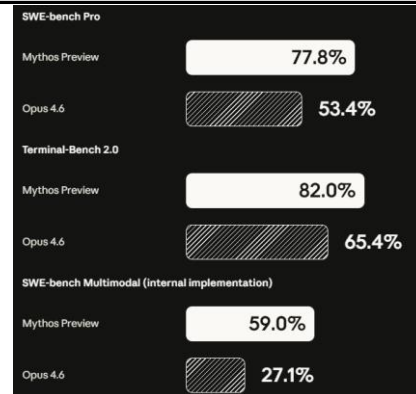 SWE-bench Pro
Mythos Preview 77.8%
Opus 4.6 53.4%
Terminal-Bench 2.0
Mythos Preview 82.0%
Opus 4.6 65.4%
SWE-bench Multimodal (internal implementation)
Mythos Preview 59.0%
Opus 4.6 27.1%